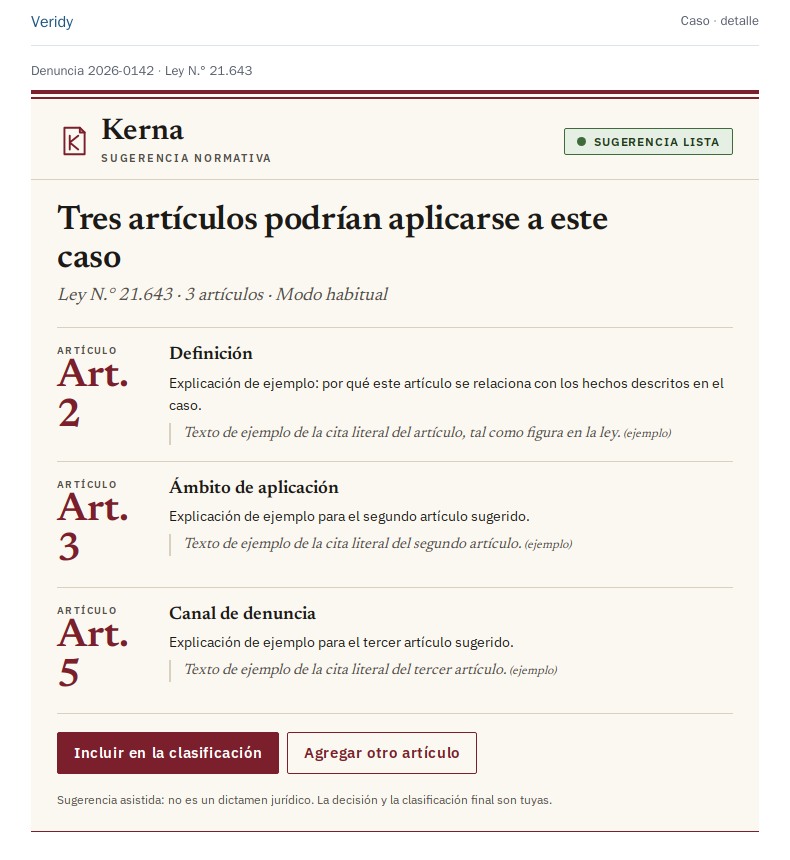 Veridy
Caso · detalle
Denuncia 2026-0142 · Ley N.° 21.643
Kerna
SUGERENCIA NORMATIVA
SUGERENCIA LISTA
Tres artículos podrían aplicarse a este
caso
Ley N.° 21.643 · 3 artículos · Modo habitual
ARTÍCULO
Art.
2
Definición
Explicación de ejemplo: por qué este artículo se relaciona con los hechos descritos en el
caso.
Texto de ejemplo de la cita literal del artículo, tal como figura en la ley. (ejemplo)
ARTÍCULO
Art.
3
Ámbito de aplicación
Explicación de ejemplo para el segundo artículo sugerido.
Texto de ejemplo de la cita literal del segundo artículo. (ejemplo)
ARTÍCULO
Art.
5
Canal de denuncia
Explicación de ejemplo para el tercer artículo sugerido.
Texto de ejemplo de la cita literal del tercer artículo. (ejemplo)
Incluir en la clasificación
Agregar otro artículo
Sugerencia asistida: no es un dictamen jurídico. La decisión y la clasificación final son tuyas.